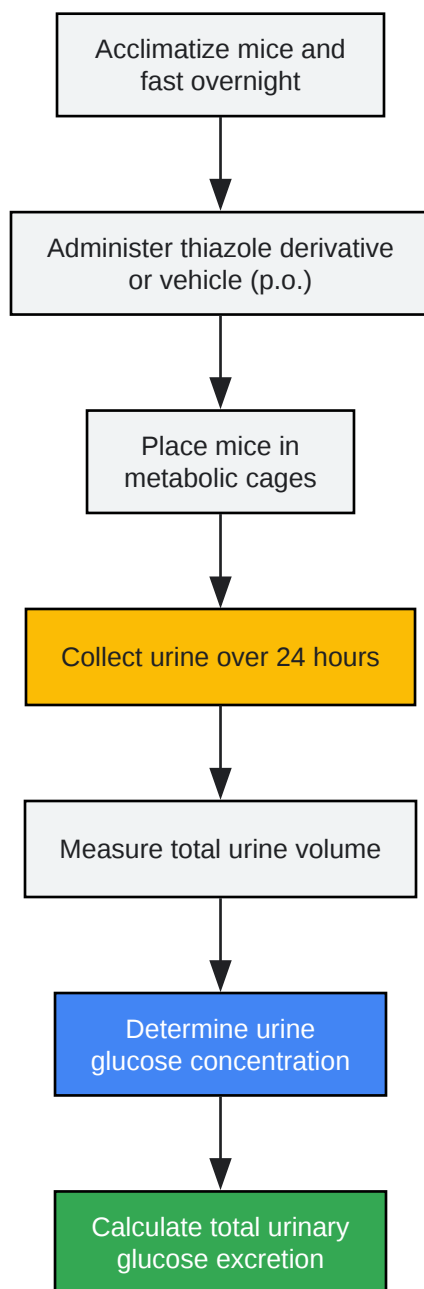 Acclimatize mice and
fast overnight
Administer thiazole derivative
or vehicle (p.o.)
Place mice in
metabolic cages
Collect urine over 24 hours
Measure total urine volume
Determine urine
glucose concentration
Calculate total urinary
glucose excretion